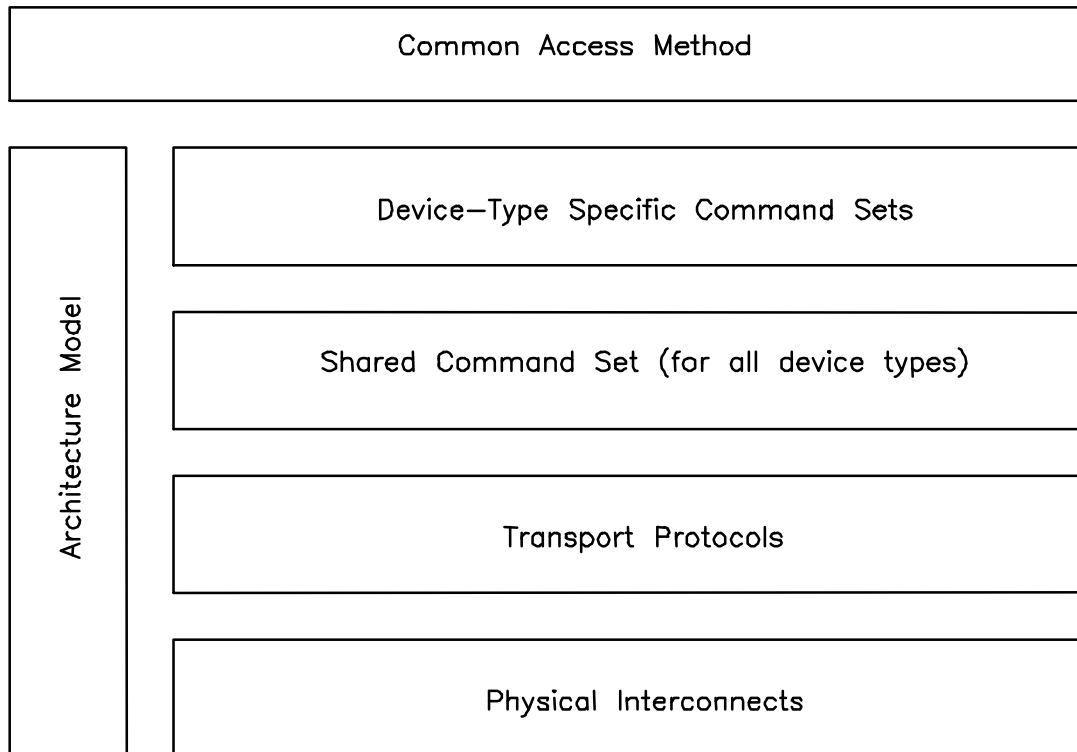 Common Access Method
Device-Type Specific Command Sets
Shared Command Set (for all device types)
Architecture Model
Transport Protocols
Physical Interconnects